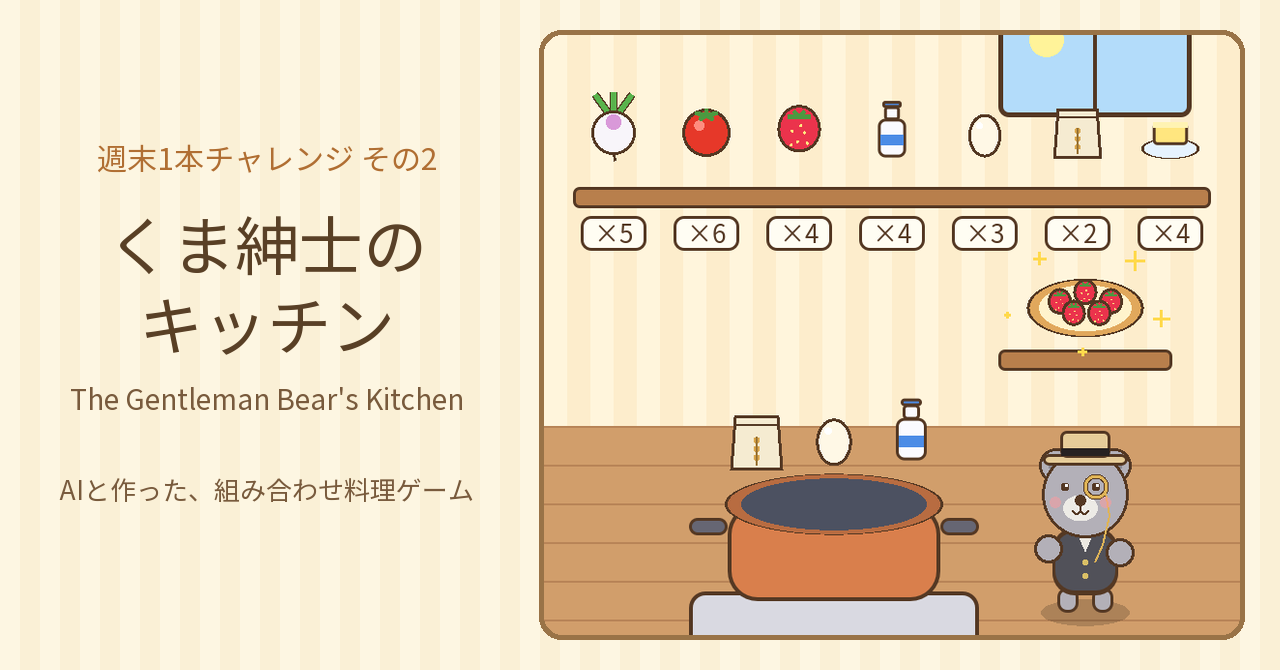 週末1本チャレンジ その2
くま紳士の
キッチン
The Gentleman Bear's Kitchen
AIと作った、組み合わせ料理ゲーム
×5 ×6 ×4 ×4 ×3 ×2 ×4